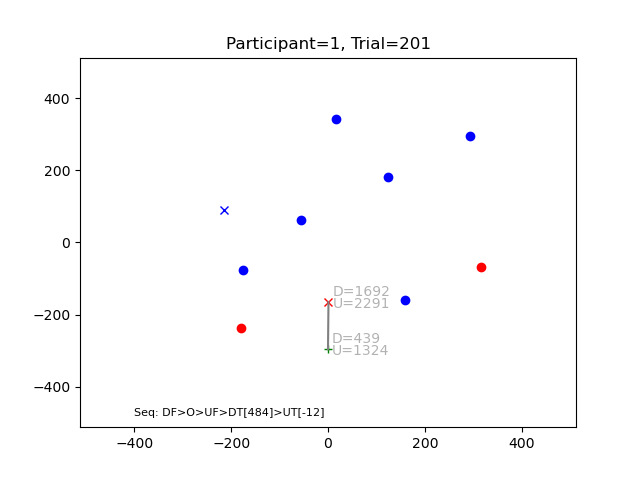 Participant=1, Trial=201
400
200
0
−200
−400
D=1692
U=2291
D=439
U=1324
Seq: DF>O>UF>DT[484]>UT[-12]
−400
−200
0
200
400